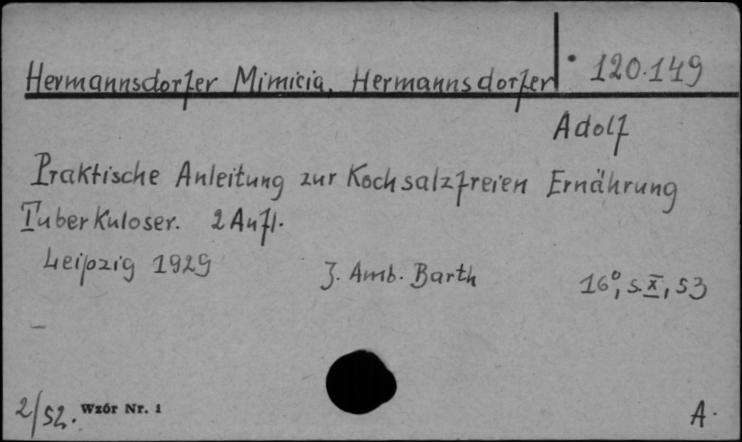 Hermannsdorfer Mimicia, Hermannsdorfer 120.149
Adolf
Praktische Anleitung zur Kochsalzfreien Ernährung
Tuberkuloser. 2 Aufl.
Leipzig 1929 J. Amb. Barth 16°, s. X, 53
2/52. Wzór Nr. 1 A.